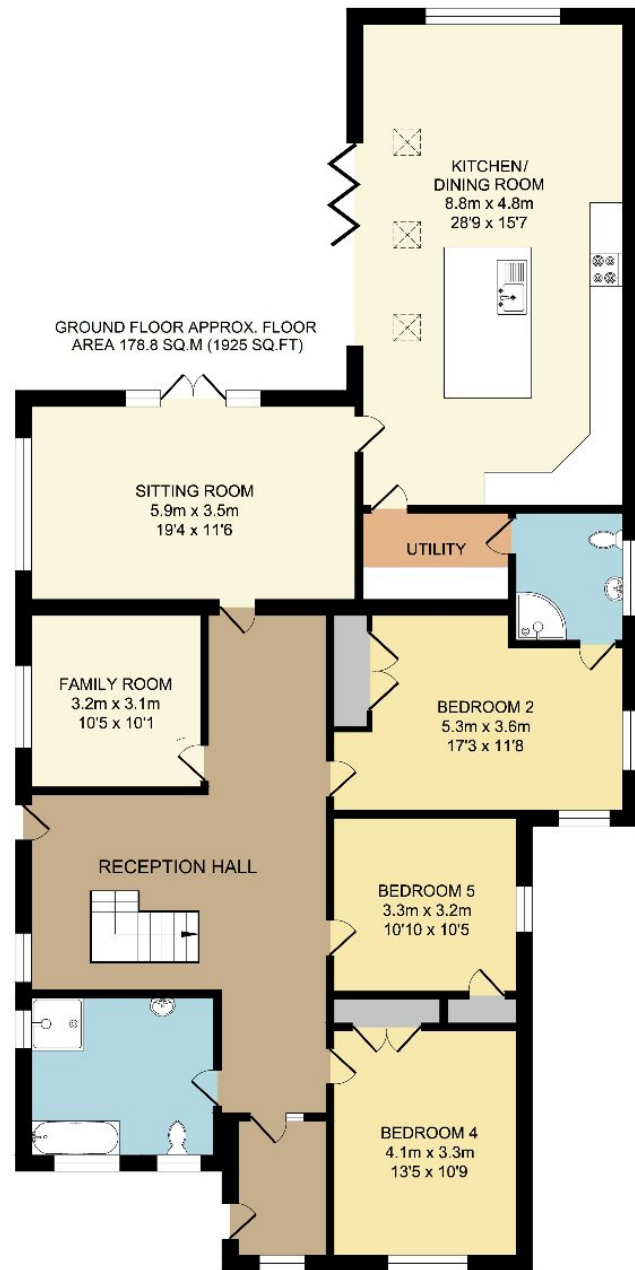 KITCHEN/
DINING ROOM
8.8m x 4.8m
28'9 x 15'7
GROUND FLOOR APPROX. FLOOR
AREA 178.8 SQ.M (1925 SQ.FT)
SITTING ROOM
5.9m x 3.5m
19'4 x 11'6
UTILITY
FAMILY ROOM
3.2m x 3.1m
10'5 x 10'1
BEDROOM 2
5.3m x 3.6m
17'3 x 11'8
RECEPTION HALL
BEDROOM 5
3.3m x 3.2m
10'10 x 10'5
BEDROOM 4
4.1m x 3.3m
13'5 x 10'9